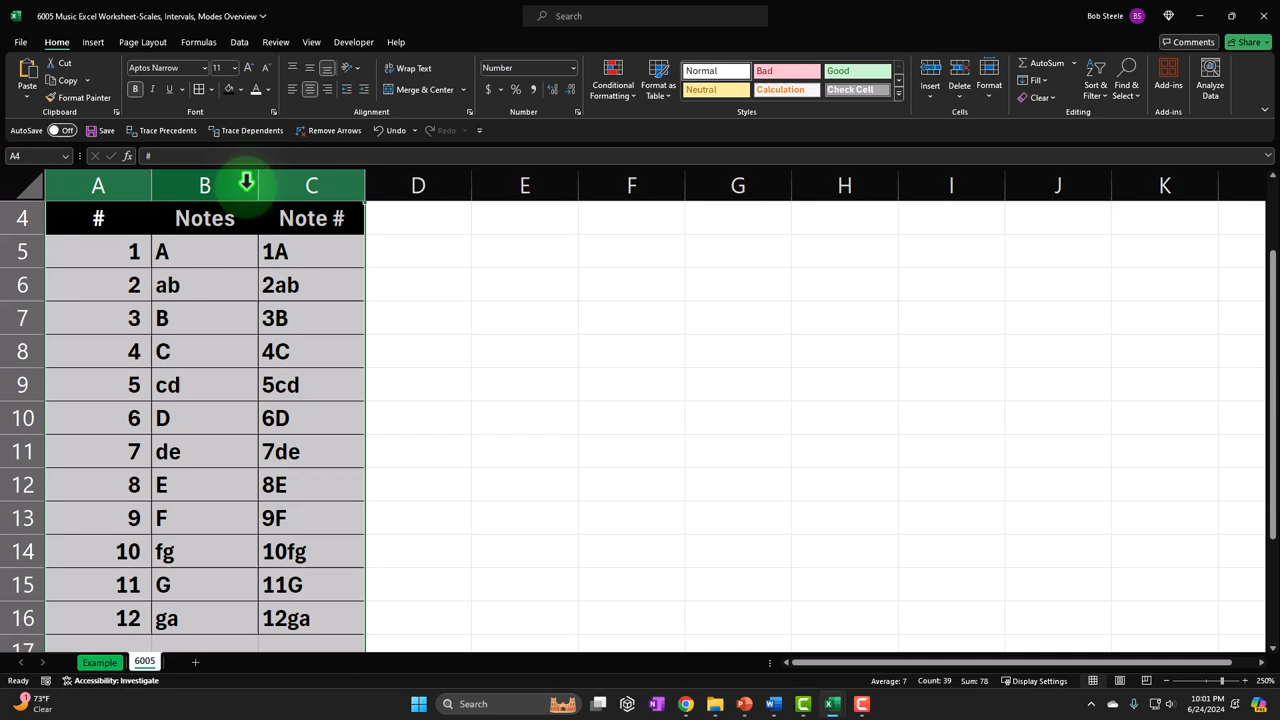 6005 Music Excel Worksheet-Scales, Intervals, Modes Overview
Search
Bob Steele
BS
File Home Insert Draw Page Layout Formulas Data Review View Developer Help
Comments Share
Paste
Cut
Copy
Format Painter
Clipboard
Aptos Narrow 11
Font
Wrap Text
Merge & Center
Alignment
Number
Number
Conditional Formatting
Format as Table
Normal Bad Good
Neutral Calculation Check Cell
Styles
Insert Delete Format
Cells
AutoSum
Fill
Clear
Sort & Filter
Find & Select
Editing
Add-ins
Add-ins
Analyze Data
AutoSave Off Save Trace Precedents Trace Dependents Remove Arrows Undo Redo
A4 fx #
A B C D E F G H I J K
4 # Notes Note #
5 1 A 1A
6 2 ab 2ab
7 3 B 3B
8 4 C 4C
9 5 cd 5cd
10 6 D 6D
11 7 de 7de
12 8 E 8E
13 9 F 9F
14 10 fg 10fg
15 11 G 11G
16 12 ga 12ga
17
Example 6005
Ready Accessibility: Investigate Average: 7 Count: 39 Sum: 78 Display Settings 250%
1
73°F
Clear
Search
10:01 PM
6/24/2024